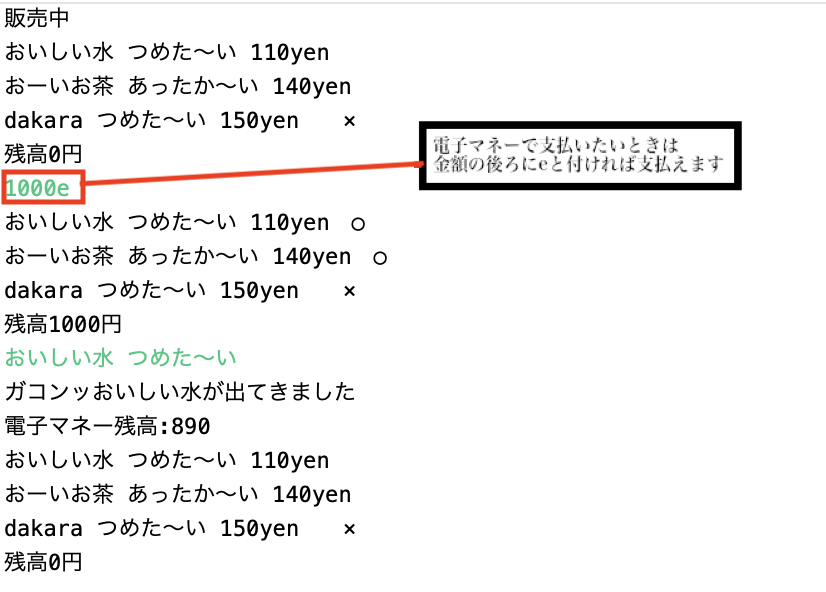 販売中
おいしい水 つめた〜い 110yen
おーいお茶 あったか〜い 140yen
dakara つめた〜い 150yen ×
残高0円
電子マネーで支払いたいときは
金額の後ろにeと付ければ支払えます
1000e
おいしい水 つめた〜い 110yen ○
おーいお茶 あったか〜い 140yen ○
dakara つめた〜い 150yen ×
残高1000円
おいしい水 つめた〜い
ガコンッおいしい水が出てきました
電子マネー残高:890
おいしい水 つめた〜い 110yen
おーいお茶 あったか〜い 140yen
dakara つめた〜い 150yen ×
残高0円